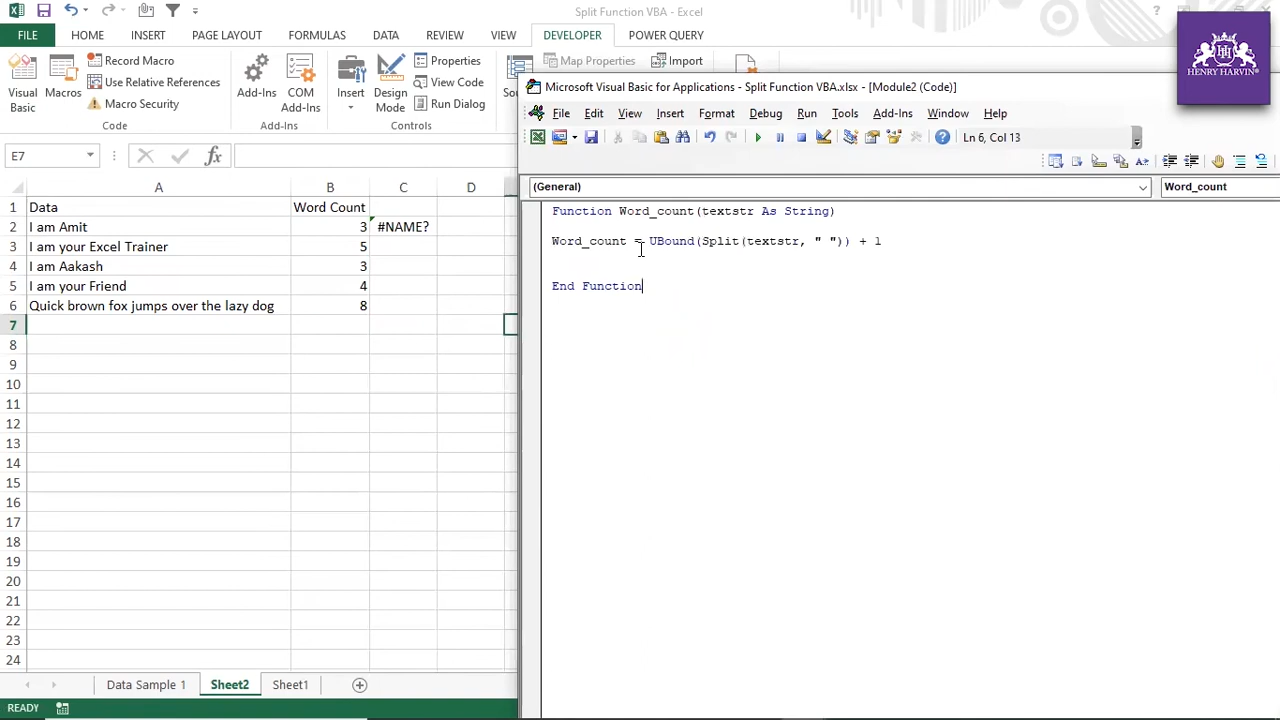 Split Function VBA - Excel
FILE HOME INSERT PAGE LAYOUT FORMULAS DATA REVIEW VIEW DEVELOPER POWER QUERY
HENRY HARVIN®
Visual Basic
Macros
Record Macro
Use Relative References
Macro Security
Code
Add-Ins
COM Add-Ins
Add-Ins
Insert
Design Mode
Properties
View Code
Run Dialog
Controls
Map Properties
Import
Microsoft Visual Basic for Applications - Split Function VBA.xlsx - [Module2 (Code)]
File Edit View Insert Format Debug Run Tools Add-Ins Window Help
Ln 6, Col 13
(General) Word_count
Function Word_count(textstr As String)
Word_count = UBound(Split(textstr, " ")) + 1
End Function
E7 fx
A B C D
1 Data Word Count
2 I am Amit 3 #NAME?
3 I am your Excel Trainer 5
4 I am Aakash 3
5 I am your Friend 4
6 Quick brown fox jumps over the lazy dog 8
7
8
9
10
11
12
13
14
15
16
17
18
19
20
21
22
23
24
Data Sample 1 Sheet2 Sheet1
READY